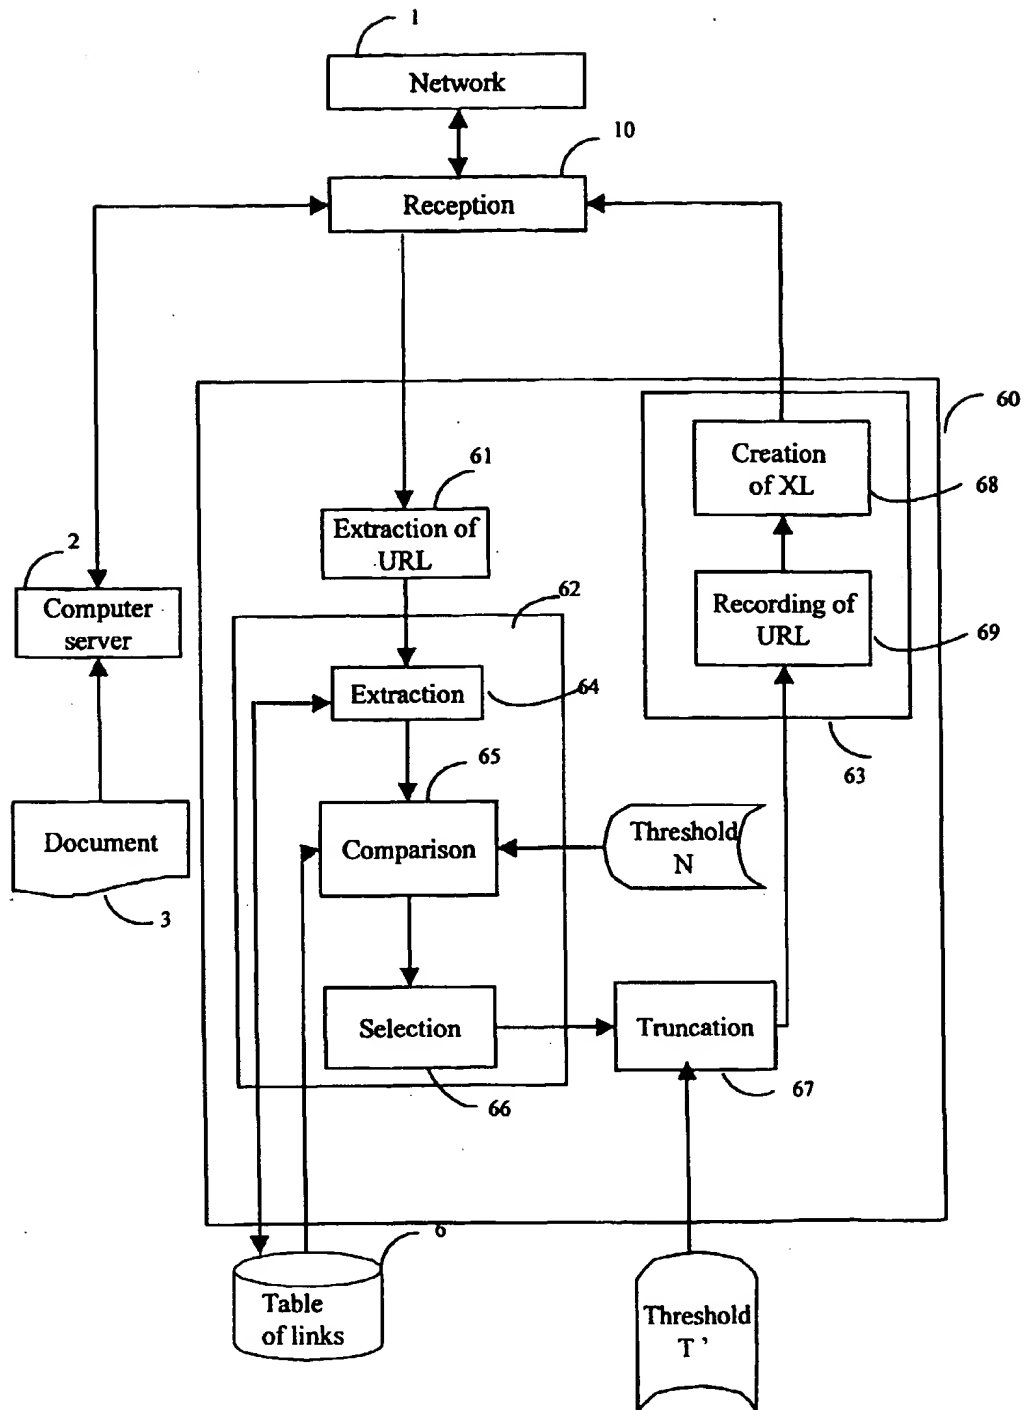 1
Network
10
Reception
60
61
Creation
of XL
68
Extraction of
URL
2
Computer
server
62
Recording of
URL
69
Extraction
64
65
63
Document
Comparison
Threshold
N
3
Selection
Truncation
66
67
6
Table
of links
Threshold
T '